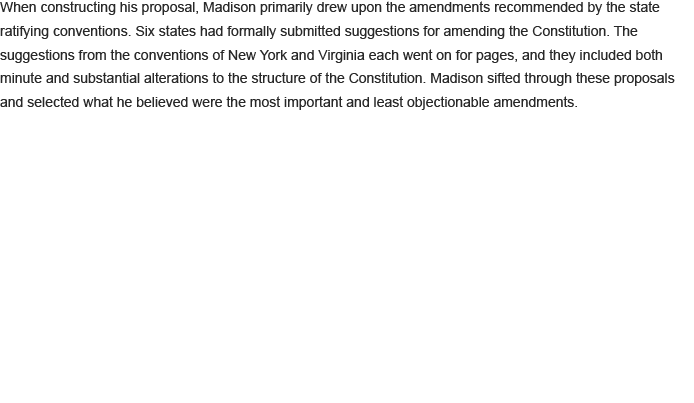 When constructing his proposal, Madison primarily drew upon the amendments recommended by the state
ratifying conventions. Six states had formally submitted suggestions for amending the Constitution. The
suggestions from the conventions of New York and Virginia each went on for pages, and they included both
minute and substantial alterations to the structure of the Constitution. Madison sifted through these proposals
and selected what he believed were the most important and least objectionable amendments.